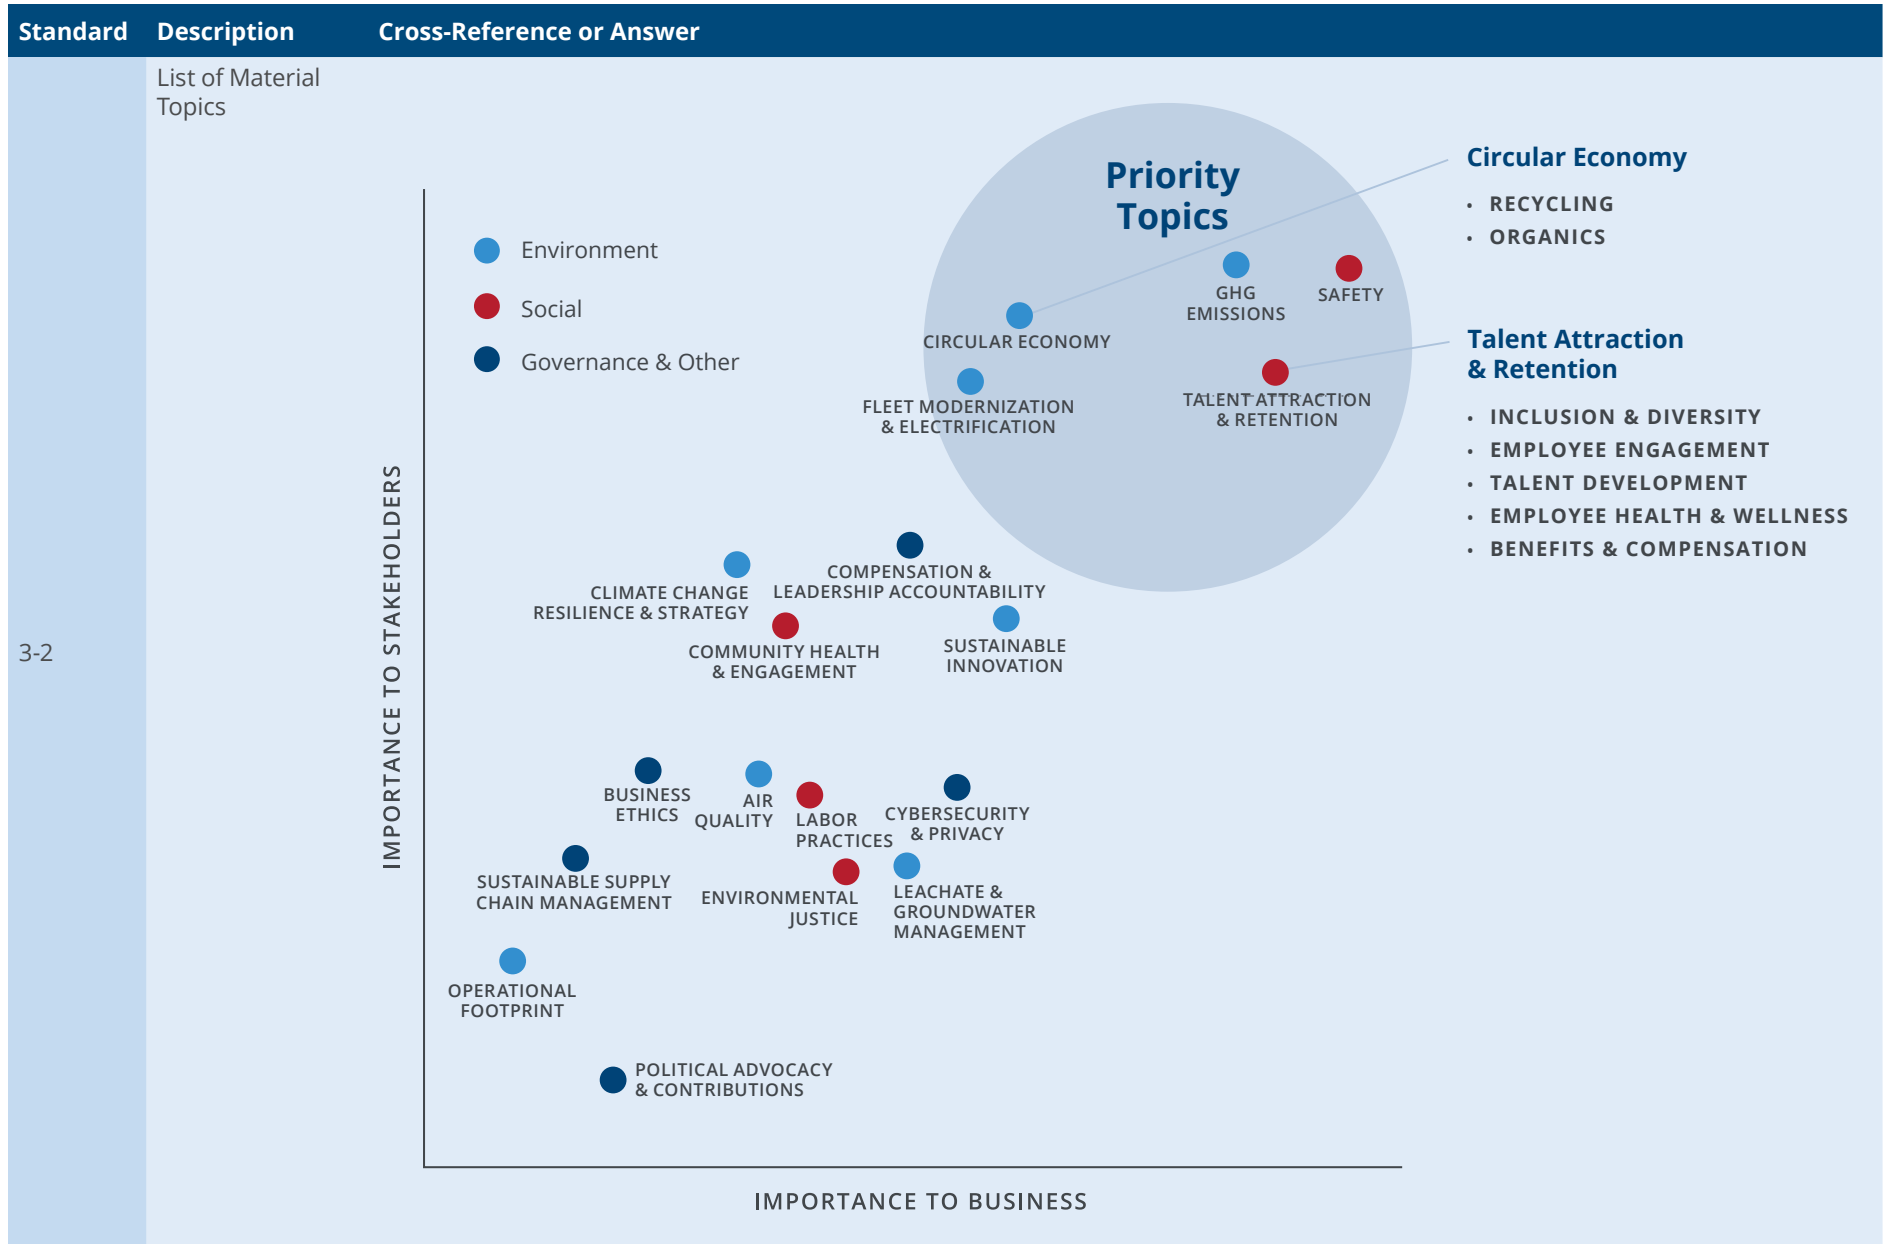 Standard Description Cross-Reference or Answer
3-2
List of Material
Topics
Environment
Social
Governance & Other
Priority
Topics
GHG
EMISSIONS
SAFETY
CIRCULAR ECONOMY
TALENT ATTRACTION
& RETENTION
FLEET MODERNIZATION
& ELECTRIFICATION
COMPENSATION &
LEADERSHIP ACCOUNTABILITY
CLIMATE CHANGE
RESILIENCE & STRATEGY
COMMUNITY HEALTH
& ENGAGEMENT
SUSTAINABLE
INNOVATION
BUSINESS
ETHICS
AIR
QUALITY
LABOR
PRACTICES
CYBERSECURITY
& PRIVACY
SUSTAINABLE SUPPLY
CHAIN MANAGEMENT
ENVIRONMENTAL
JUSTICE
LEACHATE &
GROUNDWATER
MANAGEMENT
OPERATIONAL
FOOTPRINT
POLITICAL ADVOCACY
& CONTRIBUTIONS
IMPORTANCE TO STAKEHOLDERS
IMPORTANCE TO BUSINESS
Circular Economy
• RECYCLING
• ORGANICS
Talent Attraction
& Retention
• INCLUSION & DIVERSITY
• EMPLOYEE ENGAGEMENT
• TALENT DEVELOPMENT
• EMPLOYEE HEALTH & WELLNESS
• BENEFITS & COMPENSATION